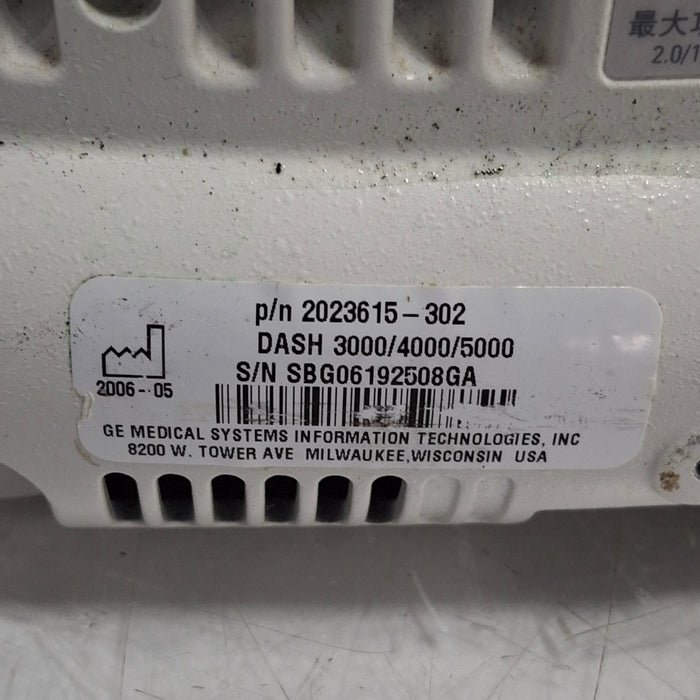 最大
2.0/1
p/n 2023615-302
DASH 3000/4000/5000
S/N SBG06192508GA
2006-05
GE MEDICAL SYSTEMS INFORMATION TECHNOLOGIES, INC
8200 W. TOWER AVE MILWAUKEE, WISCONSIN USA